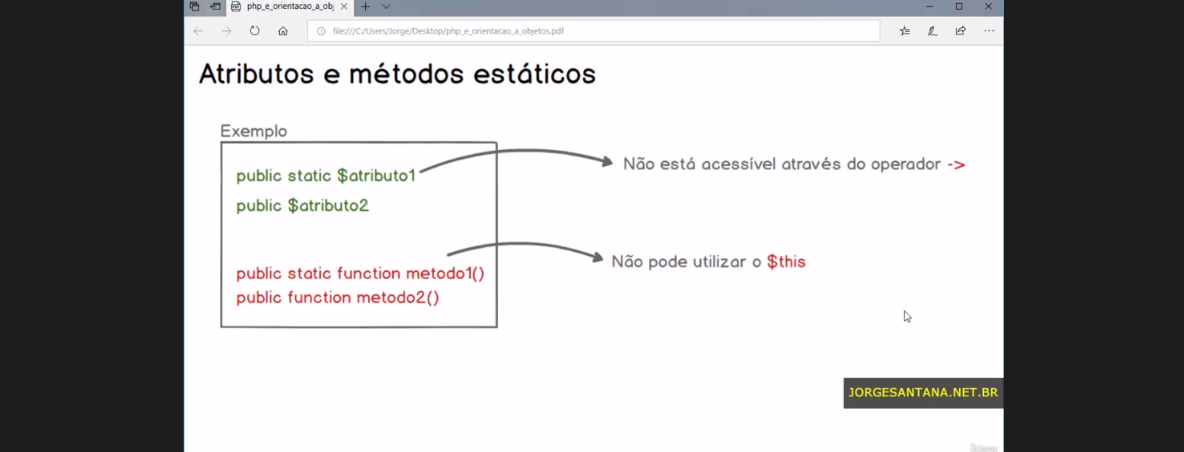 php_e_orientacao_a_obj
file:///C:/Users/Jorge/Desktop/php_e_orientacao_a_objetos.pdf
Atributos e métodos estáticos
Exemplo
public static $atributo1
Não está acessível através do operador ->
public $atributo2
Não pode utilizar o $this
public static function metodo1()
public function metodo2()
JORGESANTANA.NET.BR